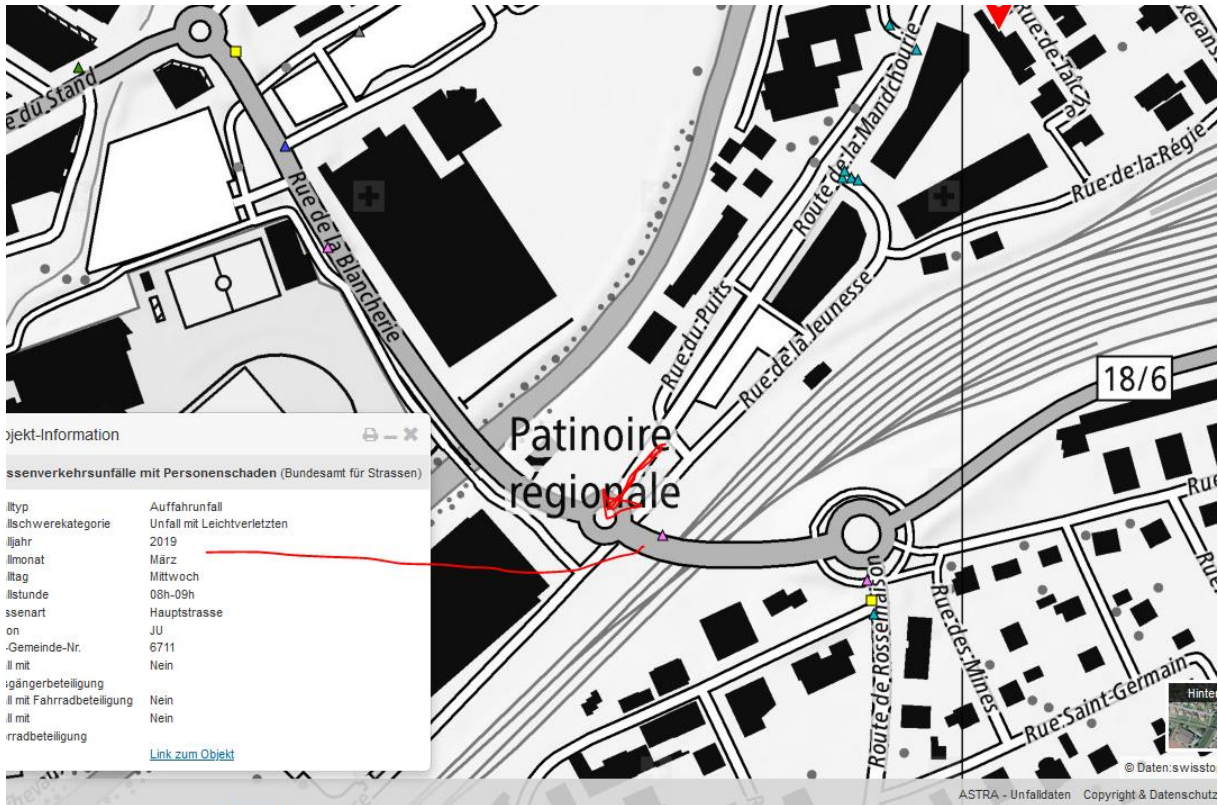 e du Stand
Rue de la Blancherie
Route de la Mandchourie
Rue de Taic
Rue de la Régie
Rue du Puits
Rue de la Jeunesse
18/6
Patinoire
régionale
Route de Rossemaison
Rue des Mines
Rue Saint-Germain
Rue
bjekt-Information
ssenverkehrsunfälle mit Personenschaden (Bundesamt für Strassen)
lltyp Auffahrunfall
llschwerekategorie Unfall mit Leichtverletzten
lljahr 2019
llmonat März
lltag Mittwoch
llstunde 08h-09h
ssenart Hauptstrasse
on JU
-Gemeinde-Nr. 6711
ll mit Nein
sgängerbeteiligung
ll mit Fahrradbeteiligung Nein
ll mit Nein
rradbeteiligung
Link zum Objekt
Hinter
© Daten:swissto
ASTRA - Unfalldaten Copyright & Datenschutz